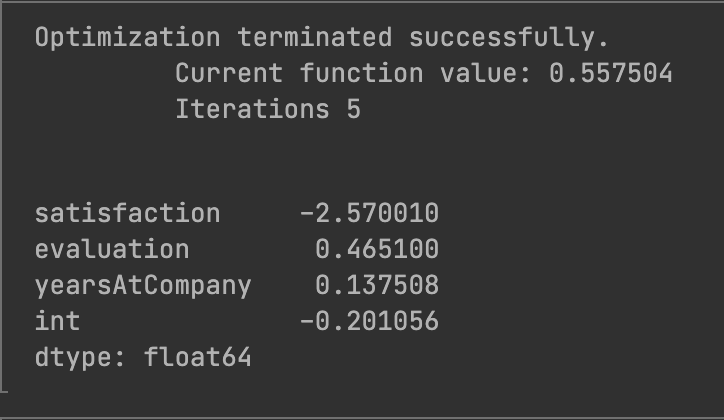 Optimization terminated successfully.
         Current function value: 0.557504
         Iterations 5
satisfaction     -2.570010
evaluation        0.465100
yearsAtCompany    0.137508
int              -0.201056
dtype: float64